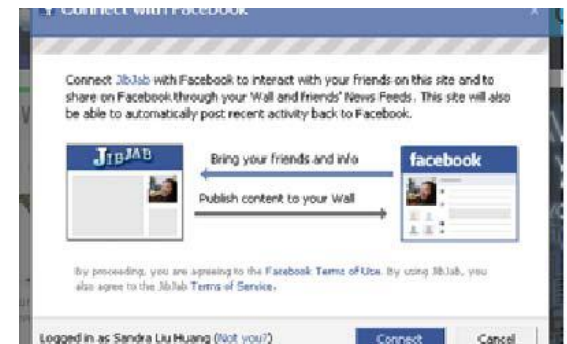 Connect with Facebook
Connect JibJab with Facebook to interact with your friends on this site and to
share on Facebook through your Wall and friends' News Feeds. This site will also
be able to automatically post recent activity back to Facebook.
JIBJAB
Bring your friends and info
facebook
Publish content to your Wall
By proceeding, you are agreeing to the Facebook Terms of Use. By using JibJab, you
also agree to the JibJab Terms of Service.
Logged in as Sandra Liu Huang (Not you?)
Connect
Cancel